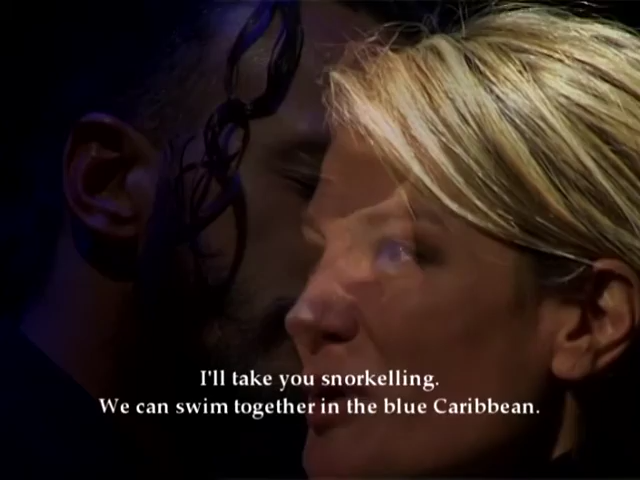 I'll take you snorkelling.
We can swim together in the blue Caribbean.